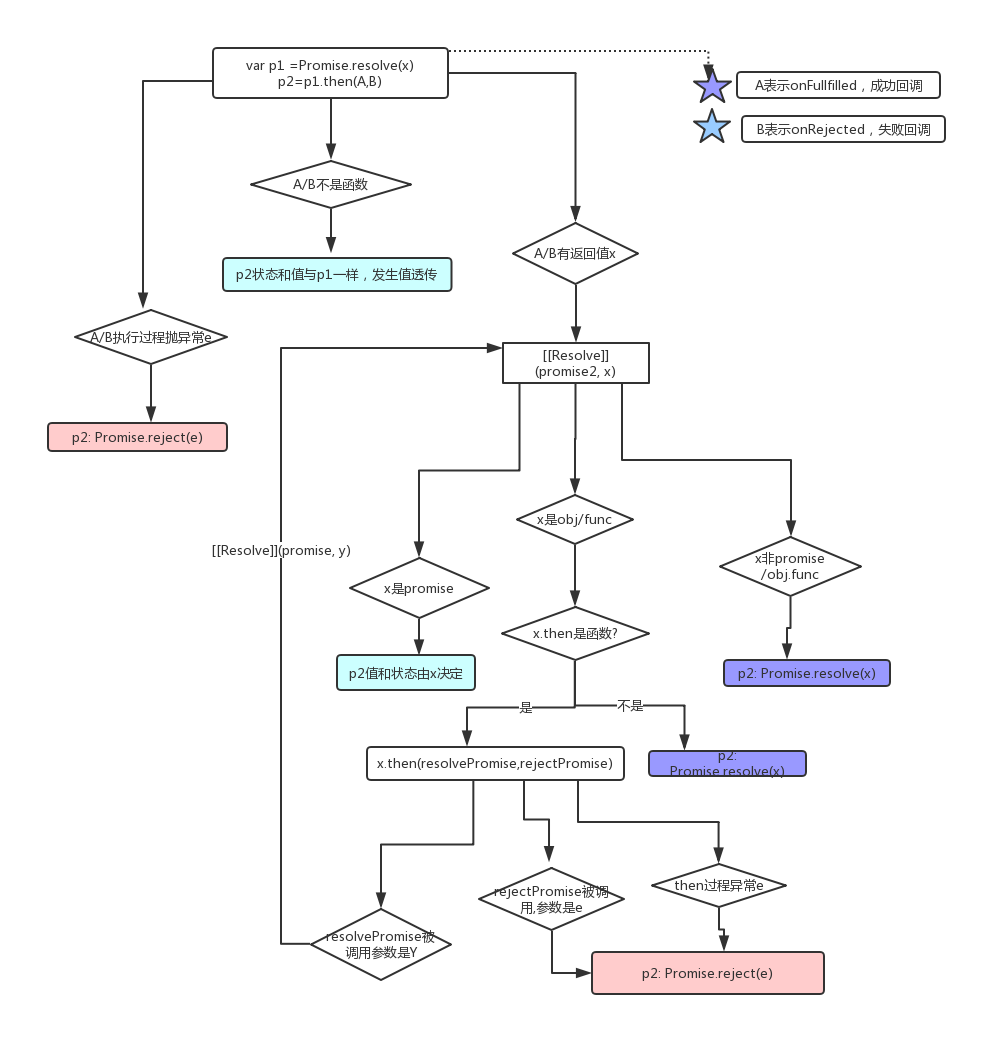 var p1 =Promise.resolve(x)
p2=p1.then(A,B)
A表示onFullfilled，成功回调
B表示onRejected，失败回调
A/B不是函数
A/B有返回值x
p2状态和值与p1一样，发生值透传
A/B执行过程抛异常e
[[Resolve]]
(promise2, x)
p2: Promise.reject(e)
x是obj/func
[[Resolve]](promise, y)
x非promise
/obj.func
x是promise
x.then是函数?
p2值和状态由x决定
p2: Promise.resolve(x)
是
不是
x.then(resolvePromise,rejectPromise)
p2:
Promise.resolve(x)
then过程异常e
rejectPromise被调
用,参数是e
resolvePromise被
调用参数是Y
p2: Promise.reject(e)